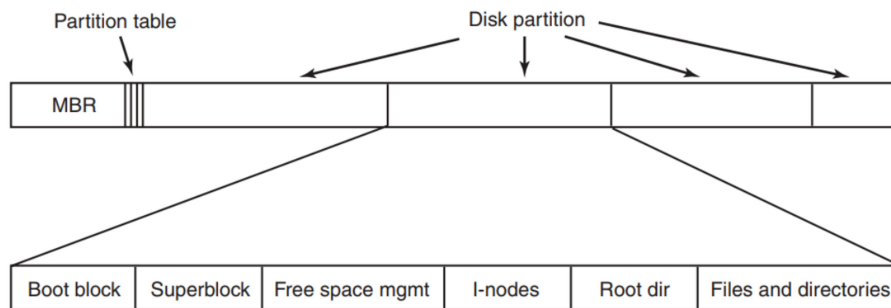 Partition table
Disk partition
MBR
Boot block
Superblock
Free space mgmt
I-nodes
Root dir
Files and directories